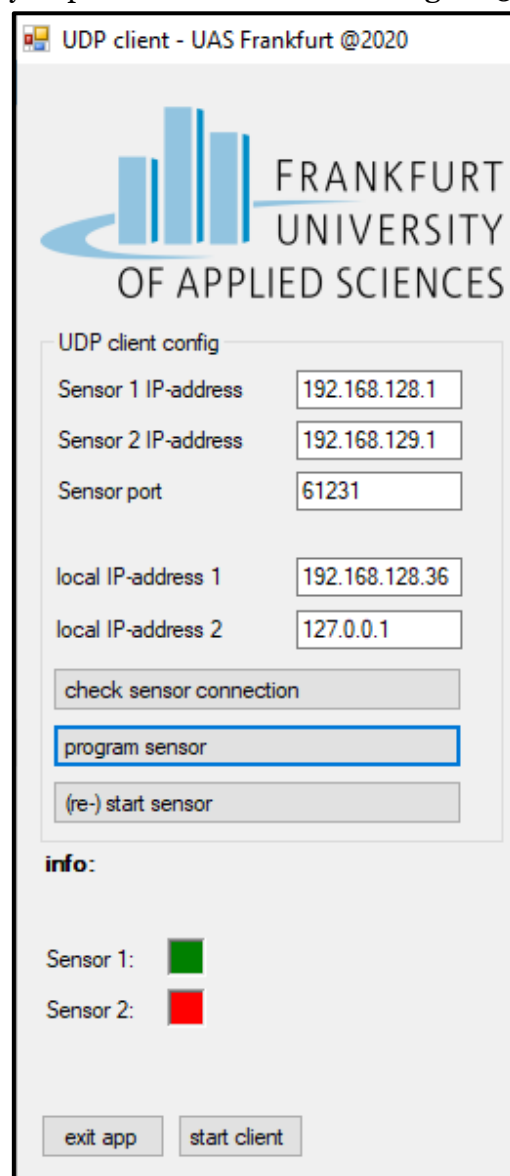 UDP client - UAS Frankfurt @2020
FRANKFURT
UNIVERSITY
OF APPLIED SCIENCES
UDP client config
Sensor 1 IP-address 192.168.128.1
Sensor 2 IP-address 192.168.129.1
Sensor port 61231
local IP-address 1 192.168.128.36
local IP-address 2 127.0.0.1
check sensor connection
program sensor
(re-) start sensor
info:
Sensor 1:
Sensor 2:
exit app start client